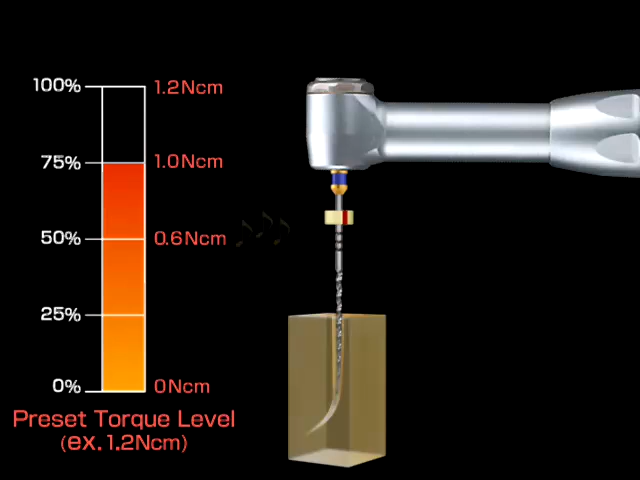 100% 1.2Ncm
75% 1.0Ncm
50% 0.6Ncm
25%
0% 0Ncm
Preset Torque Level
(ex.1.2Ncm)